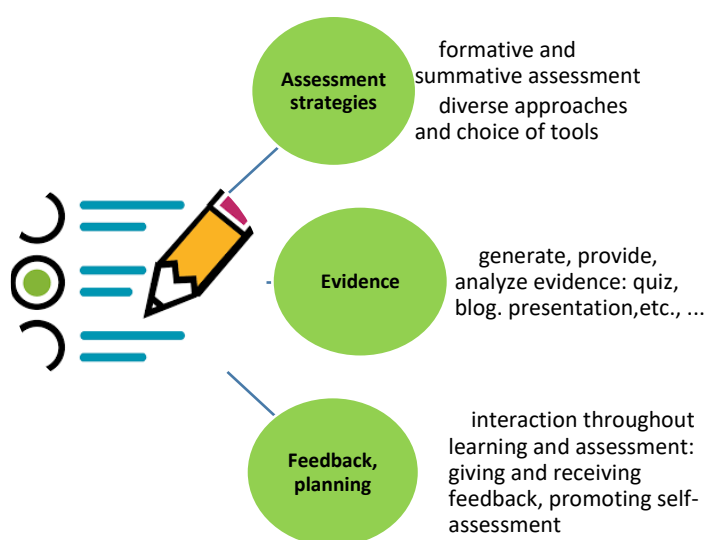 Assessment
strategies
formative and
summative assessment
diverse approaches
and choice of tools
Evidence
generate, provide,
analyze evidence: quiz,
blog. presentation,etc., ...
Feedback,
planning
interaction throughout
learning and assessment:
giving and receiving
feedback, promoting self-
assessment